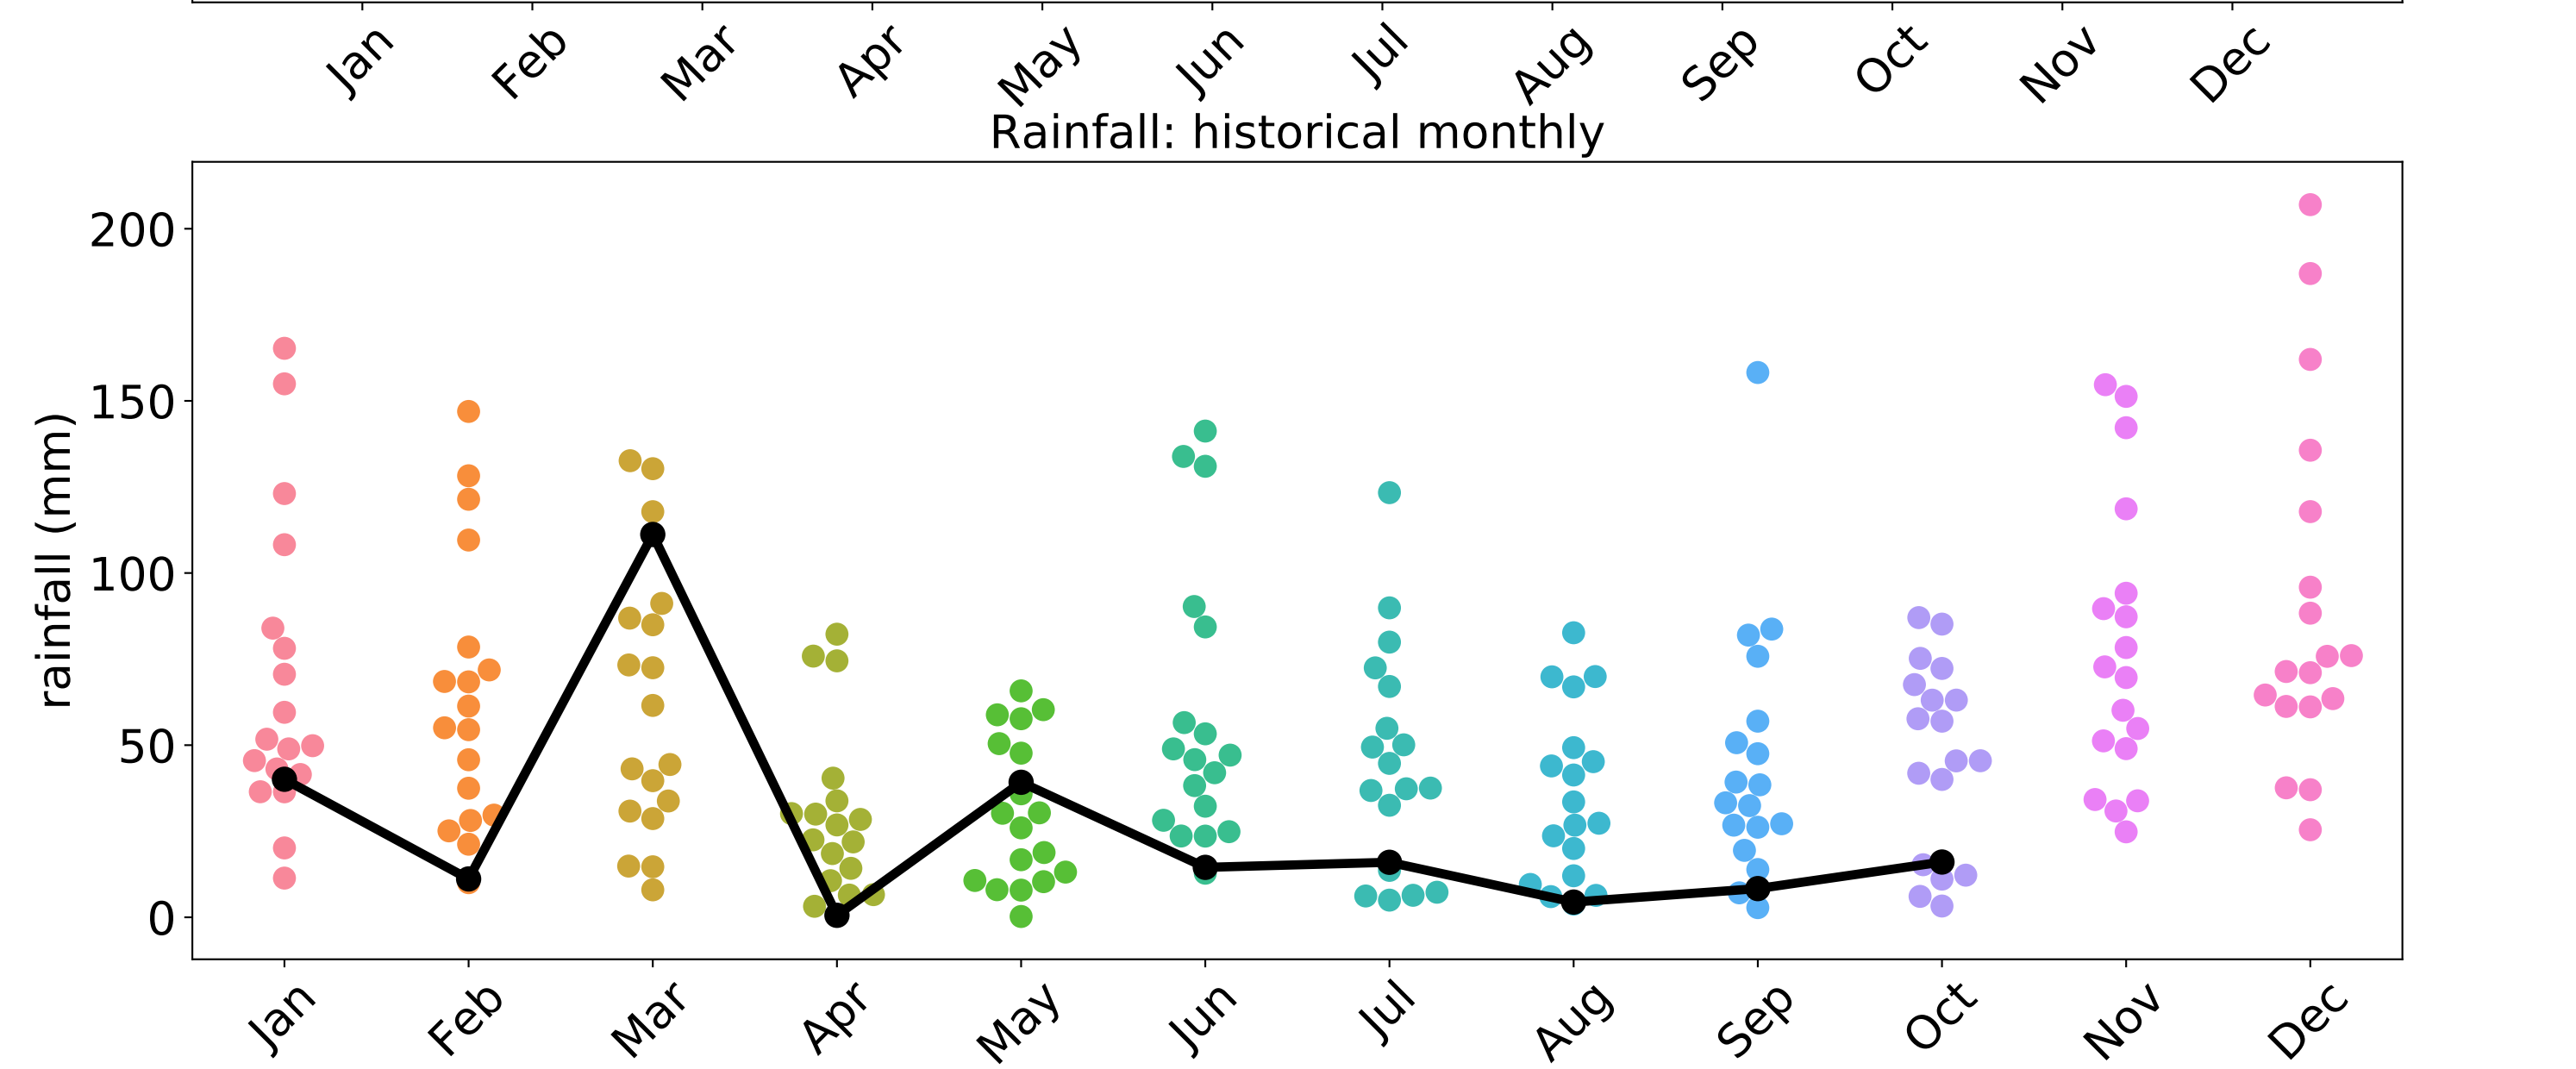 Jan Feb Mar Apr May Jun Jul Aug Sep Oct Nov Dec
Rainfall: historical monthly
200
150
100
50
0
rainfall (mm)
Jan Feb Mar Apr May Jun Jul Aug Sep Oct Nov Dec